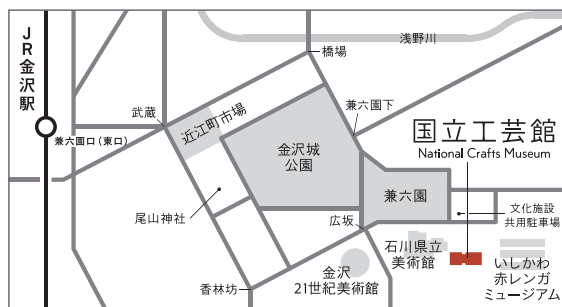 JR金沢駅
兼六園口(東口)
武蔵
近江町市場
橋場
浅野川
兼六園下
金沢城
公園
尾山神社
国立工芸館
National Crafts Museum
兼六園
文化施設
共用駐車場
広坂
石川県立
美術館
いしかわ
赤レンガ
ミュージアム
金沢
21世紀美術館
香林坊